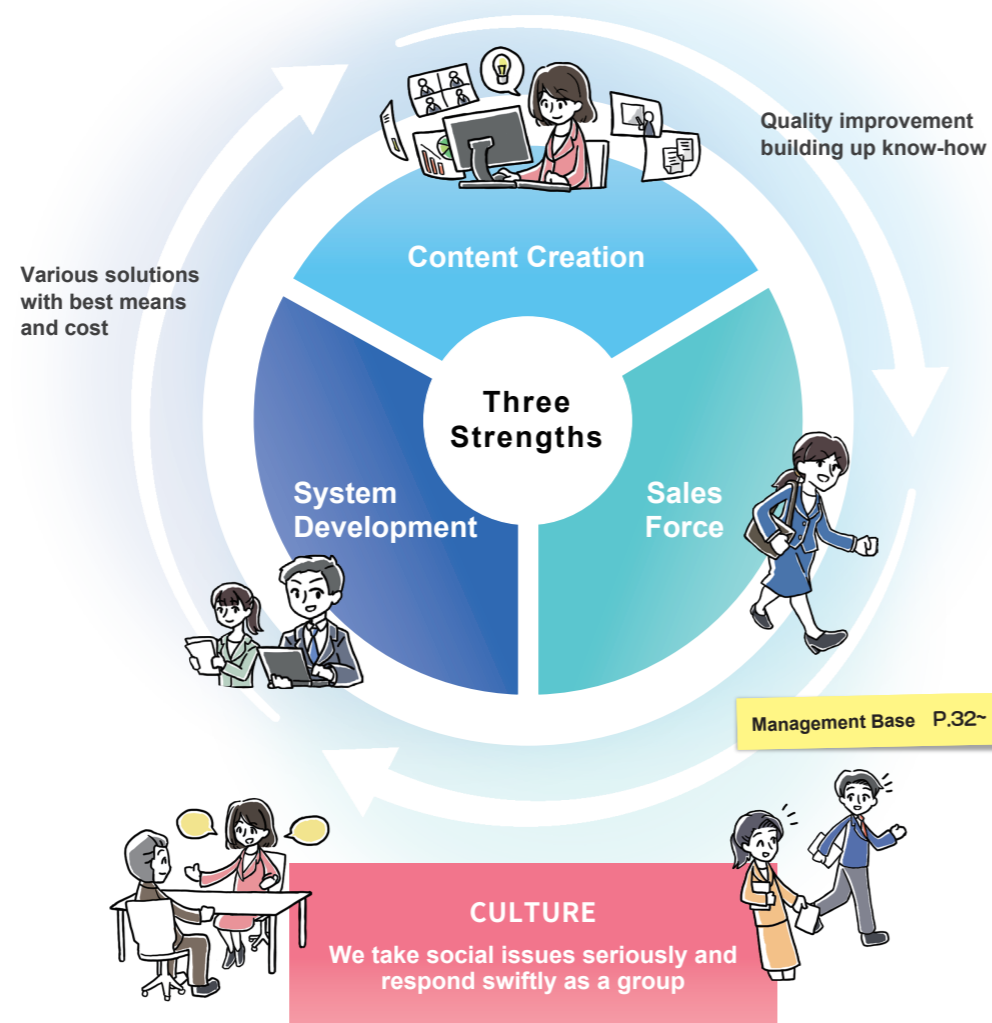 Quality improvement
building up know-how
Content Creation
Various solutions
with best means
and cost
Three
Strengths
System
Development
Sales
Force
Management Base P.32~
CULTURE
We take social issues seriously and
respond swiftly as a group